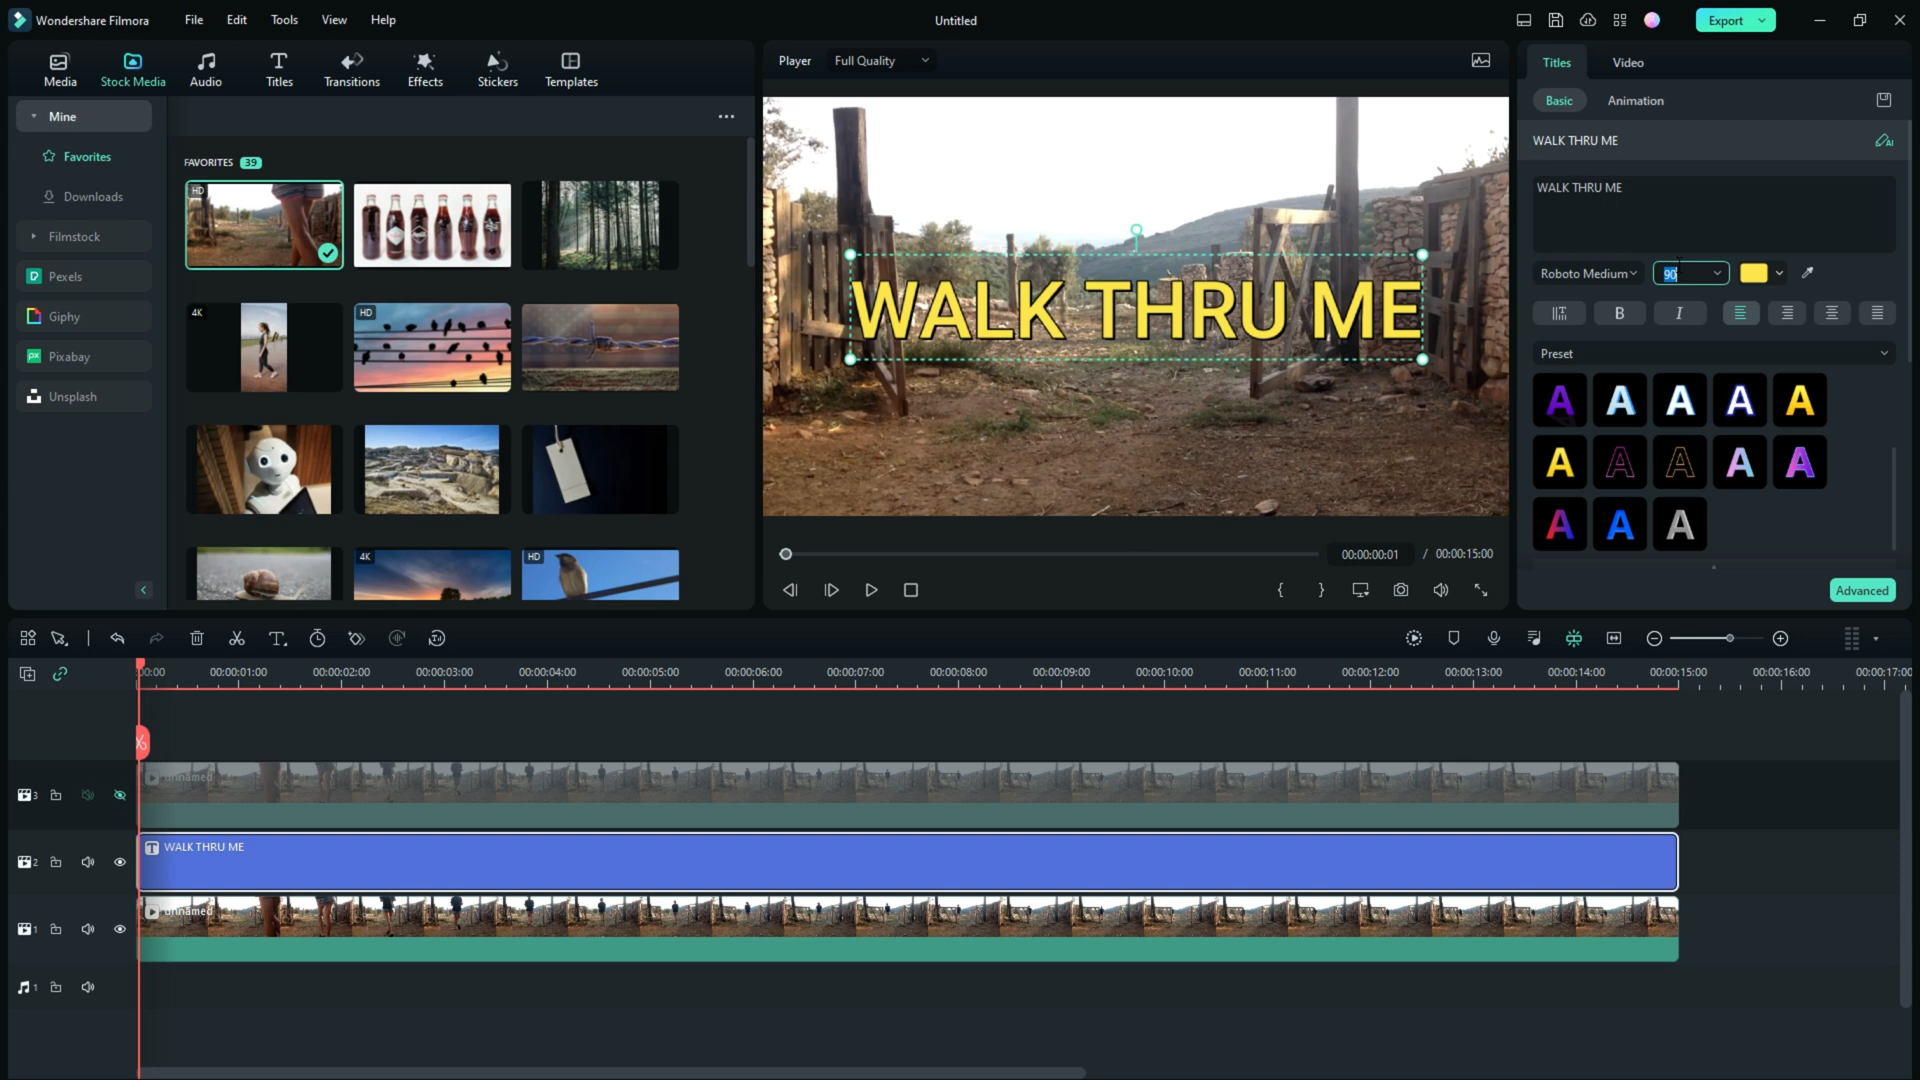 Wondershare Filmora File Edit Tools View Help Untitled Export
Media Stock Media Audio Titles Transitions Effects Stickers Templates
Player Full Quality
Titles Video
Basic Animation
Mine
Favorites
Downloads
Filmstock
Pexels
Giphy
Pixabay
Unsplash
FAVORITES 39
HD
4K HD
4K HD
WALK THRU ME
WALK THRU ME
WALK THRU ME
Roboto Medium 90
B I
Preset
A A A A A
A A A A A
A A A
Advanced
00:00:00:01 / 00:00:15:00
{ }
:00:00 00:00:01:00 00:00:02:00 00:00:03:00 00:00:04:00 00:00:05:00 00:00:06:00 00:00:07:00 00:00:08:00 00:00:09:00 00:00:10:00 00:00:11:00 00:00:12:00 00:00:13:00 00:00:14:00 00:00:15:00 00:00:16:00 00:00:17:00
3 unnamed
2 WALK THRU ME
1 unnamed
1